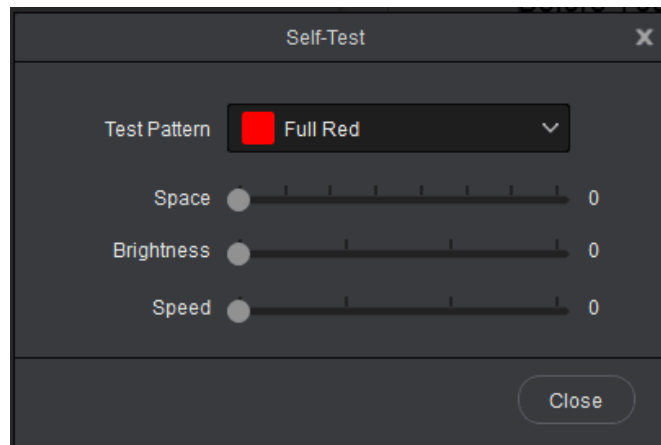 Self-Test
Test Pattern Full Red
Space 0
Brightness 0
Speed 0
Close